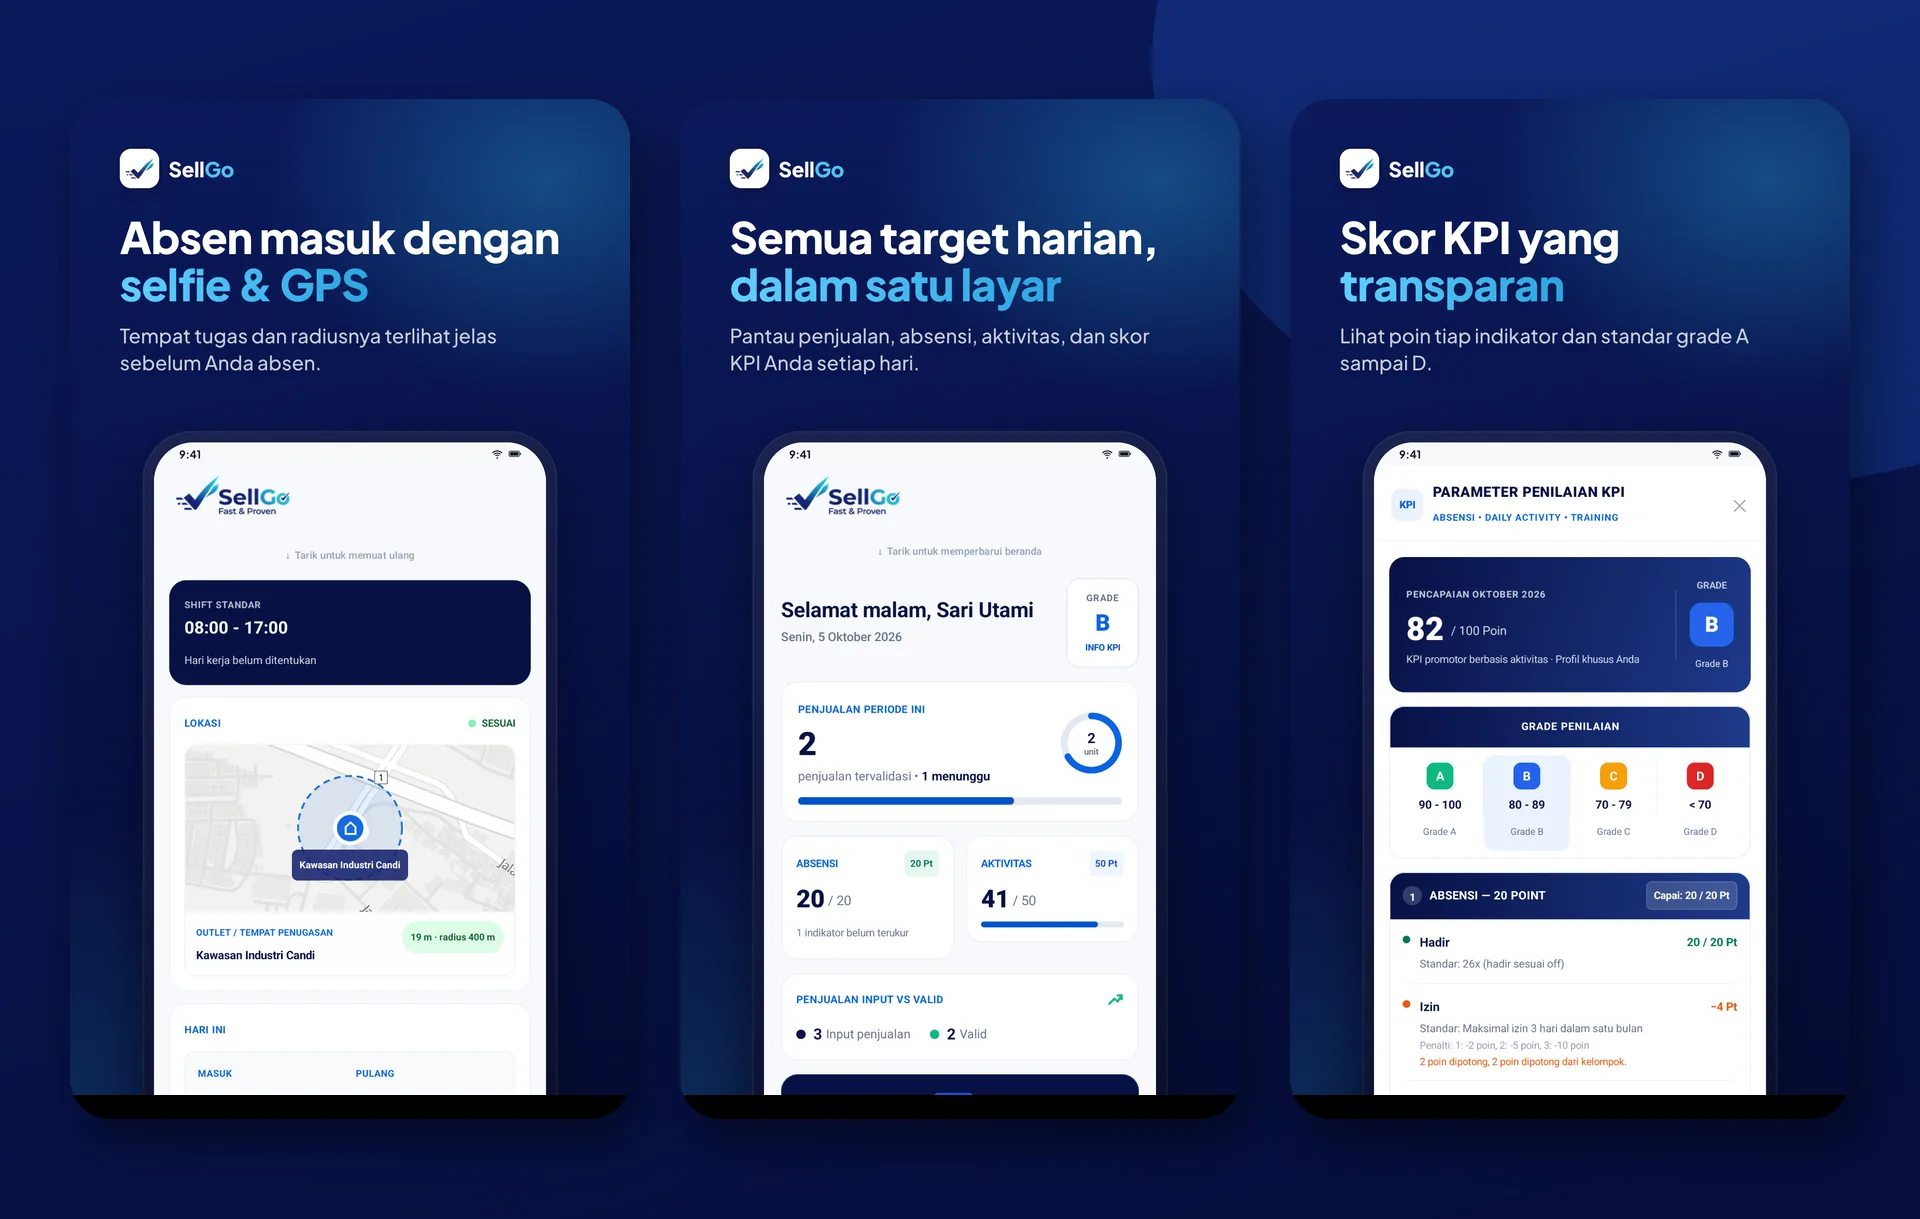 SellGo
Absen masuk dengan
selfie & GPS
Tempat tugas dan radiusnya terlihat jelas
sebelum Anda absen.
9:41
SellGo
Fast & Proven
↓ Tarik untuk memuat ulang
SHIFT STANDAR
08:00 - 17:00
Hari kerja belum ditentukan
LOKASI
SESUAI
1
Kawasan Industri Candi
OUTLET / TEMPAT PENUGASAN
19 m · radius 400 m
Kawasan Industri Candi
HARI INI
MASUK
PULANG
SellGo
Semua target harian,
dalam satu layar
Pantau penjualan, absensi, aktivitas, dan skor
KPI Anda setiap hari.
9:41
SellGo
Fast & Proven
↓ Tarik untuk memperbarui beranda
Selamat malam, Sari Utami
Senin, 5 Oktober 2026
GRADE
B
INFO KPI
PENJUALAN PERIODE INI
2
penjualan tervalidasi • 1 menunggu
2
unit
ABSENSI
20 Pt
20 / 20
1 indikator belum terukur
AKTIVITAS
50 Pt
41 / 50
PENJUALAN INPUT VS VALID
3 Input penjualan
2 Valid
SellGo
Skor KPI yang
transparan
Lihat poin tiap indikator dan standar grade A
sampai D.
9:41
KPI
PARAMETER PENILAIAN KPI
ABSENSI • DAILY ACTIVITY • TRAINING
PENCAPAIAN OKTOBER 2026
82 / 100 Poin
KPI promotor berbasis aktivitas · Profil khusus Anda
GRADE
B
Grade B
GRADE PENILAIAN
A
90 - 100
Grade A
B
80 - 89
Grade B
C
70 - 79
Grade C
D
< 70
Grade D
1 ABSENSI — 20 POINT
Capai: 20 / 20 Pt
Hadir
20 / 20 Pt
Standar: 26x (hadir sesuai off)
Izin
-4 Pt
Standar: Maksimal izin 3 hari dalam satu bulan
Penalti: 1: -2 poin, 2: -5 poin, 3: -10 poin
2 poin dipotong, 2 poin dipotong dari kelompok.